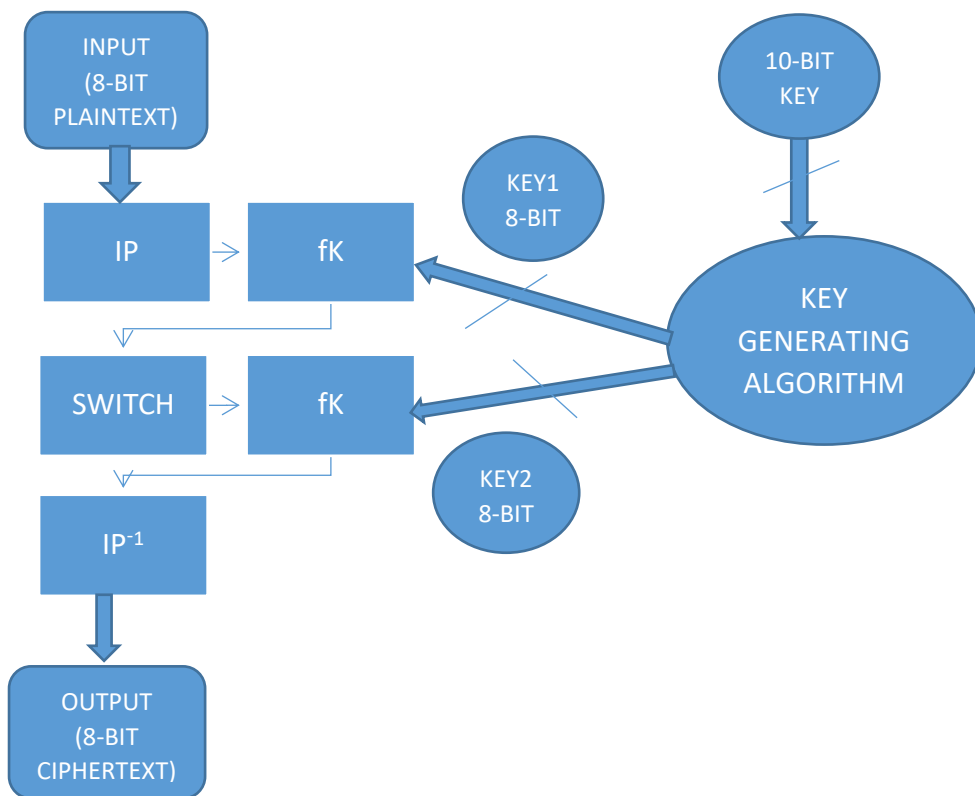 INPUT
(8-BIT
PLAINTEXT)
10-BIT
KEY
KEY1
8-BIT
IP
fK
KEY
GENERATING
ALGORITHM
SWITCH
fK
KEY2
8-BIT
IP⁻¹
OUTPUT
(8-BIT
CIPHERTEXT)